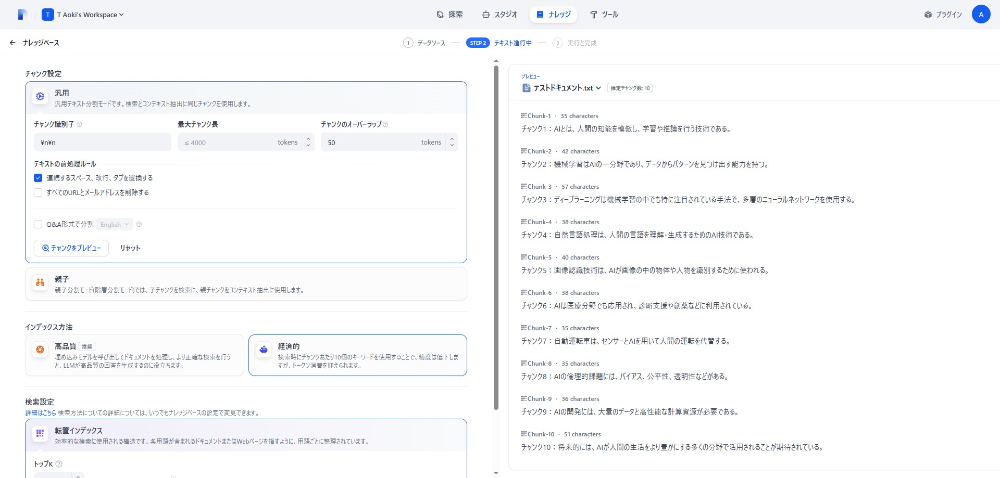 T
T Aoki's Workspace
探索
スタジオ
ナレッジ
ツール
プラグイン
A
ナレッジベース
1 データソース
STEP 2 テキスト進行中
3 実行と完成
チャンク設定
汎用
汎用テキスト分割モードです。検索とコンテキスト抽出に同じチャンクを使用します。
チャンク識別子
最大チャンク長
チャンクのオーバーラップ
¥n¥n
≤ 4000 tokens
50 tokens
テキストの前処理ルール
連続するスペース、改行、タブを置換する
すべてのURLとメールアドレスを削除する
Q&A形式で分割 English
チャンクをプレビュー
リセット
親子
親子分割モード(階層分割モード)では、子チャンクを検索に、親チャンクをコンテキスト抽出に使用します。
インデックス方法
高品質 推奨
埋め込みモデルを呼び出してドキュメントを処理し、より正確な検索を行う
と、LLMが高品質の回答を生成するのに役立ちます。
経済的
検索時にチャンクあたり10個のキーワードを使用することで、精度は低下しま
すが、トークン消費を抑えられます。
検索設定
詳細はこちら 検索方法についての詳細については、いつでもナレッジベースの設定で変更できます。
転置インデックス
効率的な検索に使用される構造です。各用語が含まれるドキュメントまたはWebページを指すように、用語ごとに整理されています。
トップK
プレビュー
テストドキュメント.txt 推定チャンク数: 10
Chunk-1 · 35 characters
チャンク1：AIとは、人間の知能を模倣し、学習や推論を行う技術である。
Chunk-2 · 42 characters
チャンク2：機械学習はAIの一分野であり、データからパターンを見つけ出す能力を持つ。
Chunk-3 · 57 characters
チャンク3：ディープラーニングは機械学習の中でも特に注目されている手法で、多層のニューラルネットワークを使用する。
Chunk-4 · 38 characters
チャンク4：自然言語処理は、人間の言語を理解・生成するためのAI技術である。
Chunk-5 · 40 characters
チャンク5：画像認識技術は、AIが画像の中の物体や人物を識別するために使われる。
Chunk-6 · 38 characters
チャンク6：AIは医療分野でも応用され、診断支援や創薬などに利用されている。
Chunk-7 · 35 characters
チャンク7：自動運転車は、センサーとAIを用いて人間の運転を代替する。
Chunk-8 · 35 characters
チャンク8：AIの倫理的課題には、バイアス、公平性、透明性などがある。
Chunk-9 · 36 characters
チャンク9：AIの開発には、大量のデータと高性能な計算資源が必要である。
Chunk-10 · 51 characters
チャンク10：将来的には、AIが人間の生活をより豊かにする多くの分野で活用されることが期待されている。